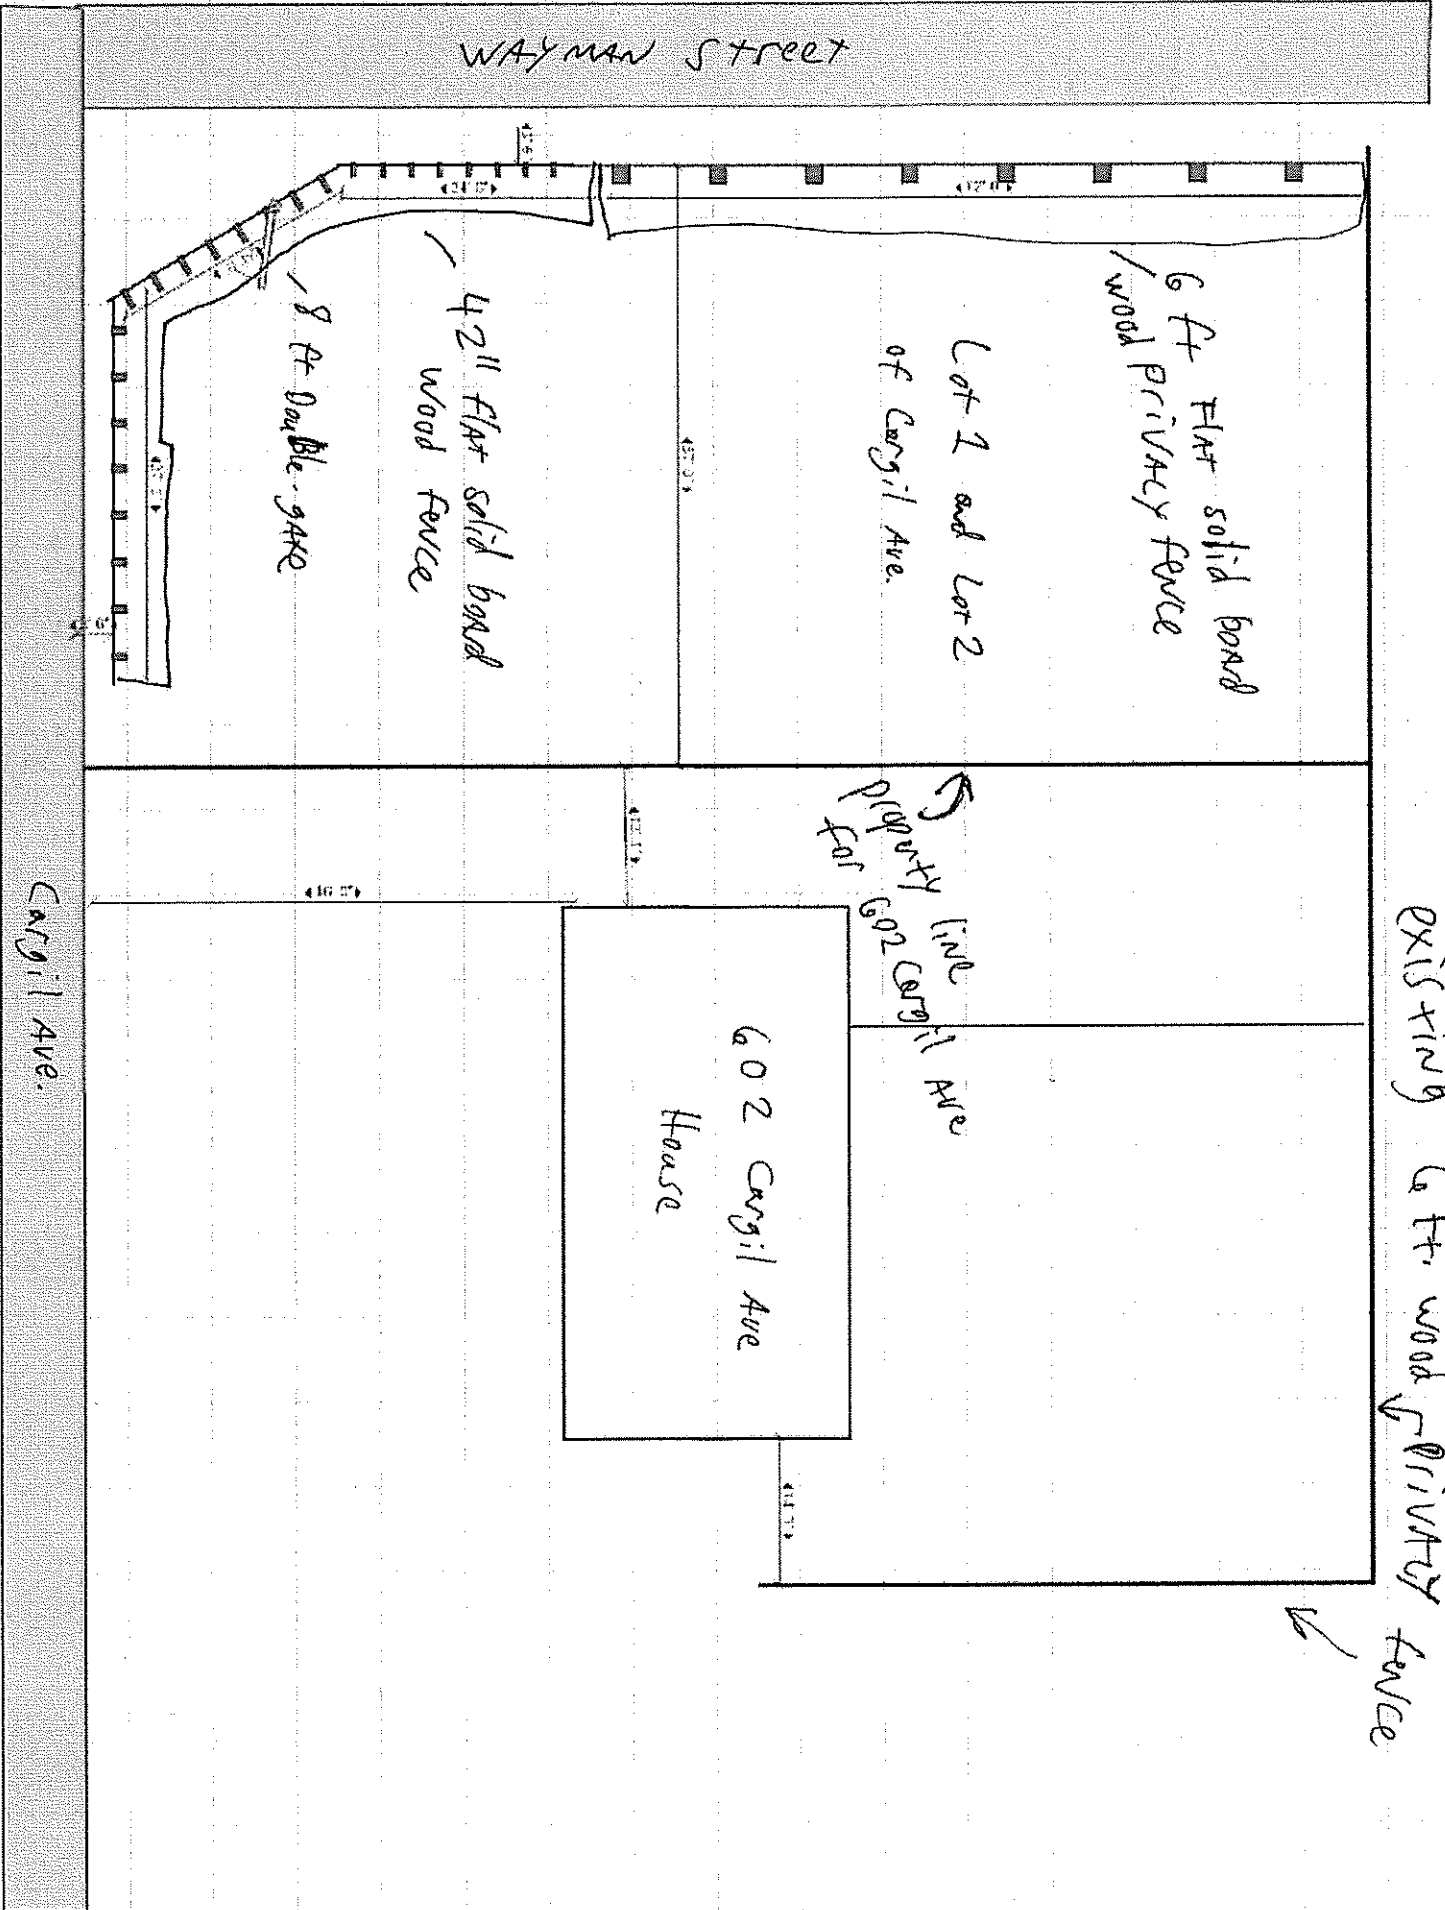 WAYMAN Street
6 ft FlAt solid boArd
wood PrivAcy fence
Lot 1 and Lot 2
of Cargil Ave.
42" flAt solid boArd
wood fence
8 ft Double-gAte
property line
for 602 Cargil Ave
602 Cargil Ave
House
existing 6 ft. wood PrivAcy fence
Cargil Ave.